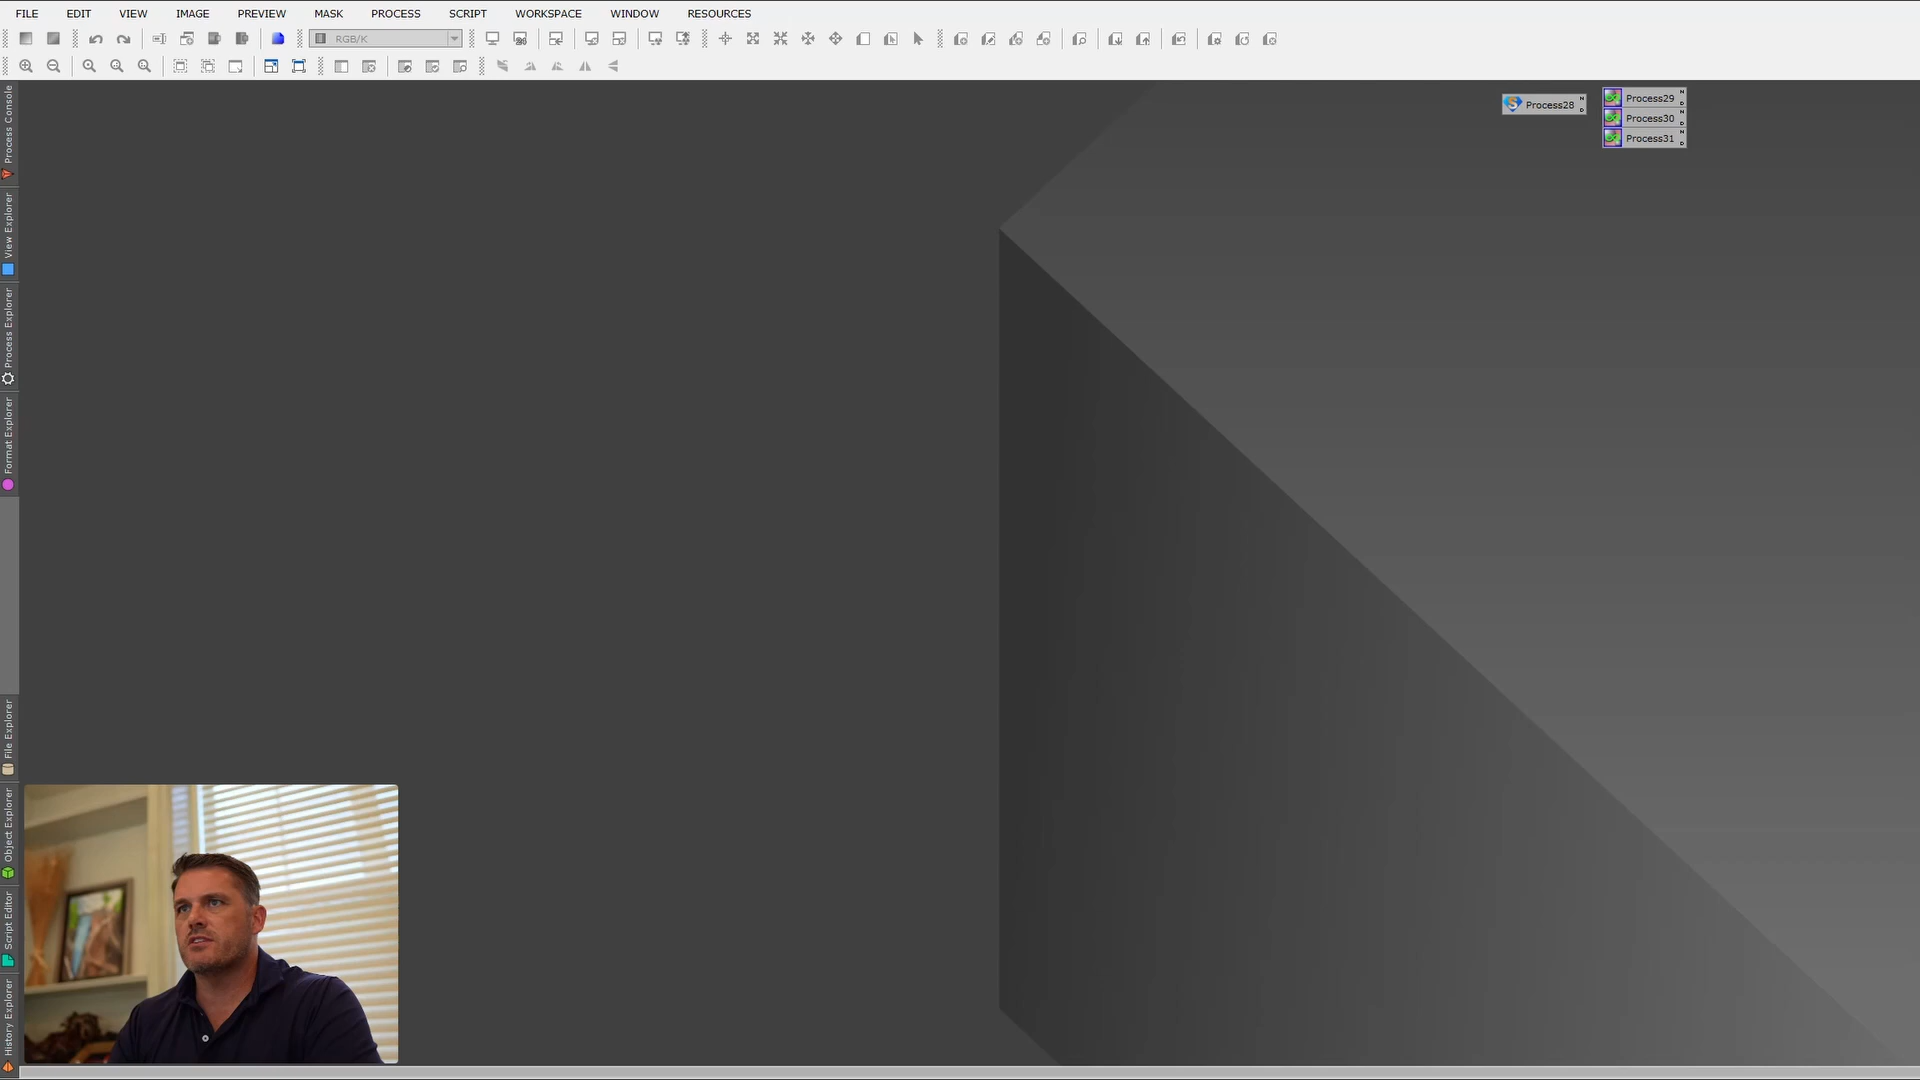 FILE EDIT VIEW IMAGE PREVIEW MASK PROCESS SCRIPT WORKSPACE WINDOW RESOURCES
RGB/K
Process Console
View Explorer
Process Explorer
Format Explorer
File Explorer
Object Explorer
Script Editor
History Explorer
Process28
Process29
Process30
Process31